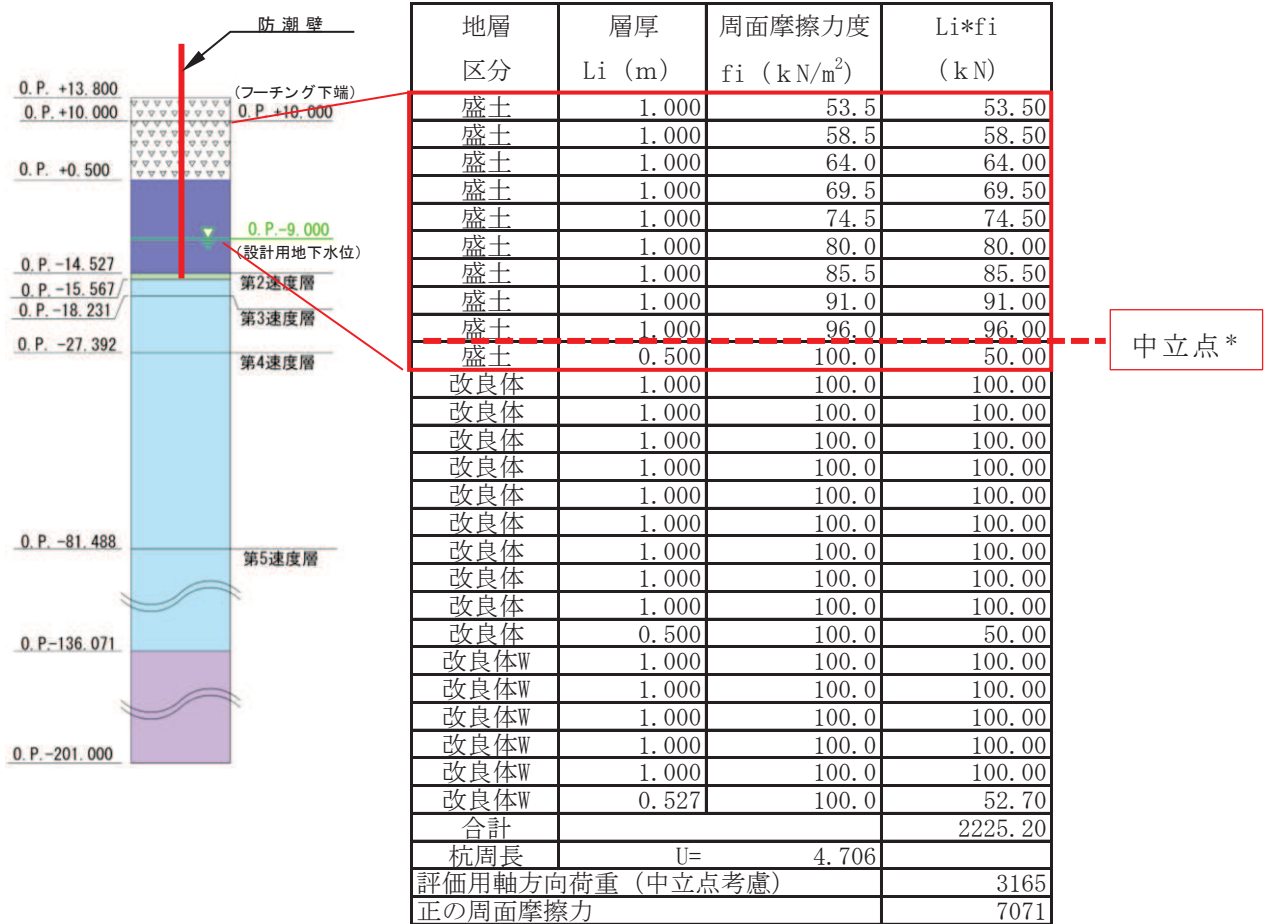 防潮壁
O.P. +13.800
(フーチング下端)
O.P. +10.000
O.P. +10.000
O.P. +0.500
O.P.-9.000
(設計用地下水位)
O.P. -14.527
第2速度層
O.P. -15.567
O.P. -18.231
第3速度層
O.P. -27.392
第4速度層
O.P. -81.488
第5速度層
O.P-136.071
O.P.-201.000
地層 層厚 周面摩擦力度 Li*fi
区分 Li (m) fi (kN/m²) (kN)
盛土 1.000 53.5 53.50
盛土 1.000 58.5 58.50
盛土 1.000 64.0 64.00
盛土 1.000 69.5 69.50
盛土 1.000 74.5 74.50
盛土 1.000 80.0 80.00
盛土 1.000 85.5 85.50
盛土 1.000 91.0 91.00
盛土 1.000 96.0 96.00
中立点*
盛土 0.500 100.0 50.00
改良体 1.000 100.0 100.00
改良体 1.000 100.0 100.00
改良体 1.000 100.0 100.00
改良体 1.000 100.0 100.00
改良体 1.000 100.0 100.00
改良体 1.000 100.0 100.00
改良体 1.000 100.0 100.00
改良体 1.000 100.0 100.00
改良体 1.000 100.0 100.00
改良体 0.500 100.0 50.00
改良体W 1.000 100.0 100.00
改良体W 1.000 100.0 100.00
改良体W 1.000 100.0 100.00
改良体W 1.000 100.0 100.00
改良体W 1.000 100.0 100.00
改良体W 0.527 100.0 52.70
合計 2225.20
杭周長 U= 4.706
評価用軸方向荷重（中立点考慮） 3165
正の周面摩擦力 7071